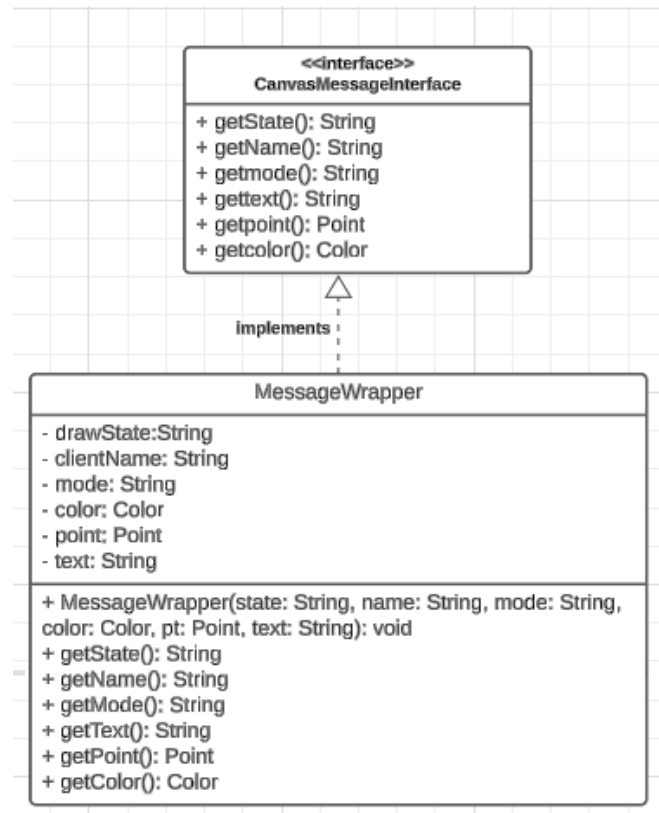 <<interface>>
CanvasMessageInterface
+ getState(): String
+ getName(): String
+ getmode(): String
+ gettext(): String
+ getpoint(): Point
+ getcolor(): Color
implements
MessageWrapper
- drawState:String
- clientName: String
- mode: String
- color: Color
- point: Point
- text: String
+ MessageWrapper(state: String, name: String, mode: String,
color: Color, pt: Point, text: String): void
+ getState(): String
+ getName(): String
+ getMode(): String
+ getText(): String
+ getPoint(): Point
+ getColor(): Color